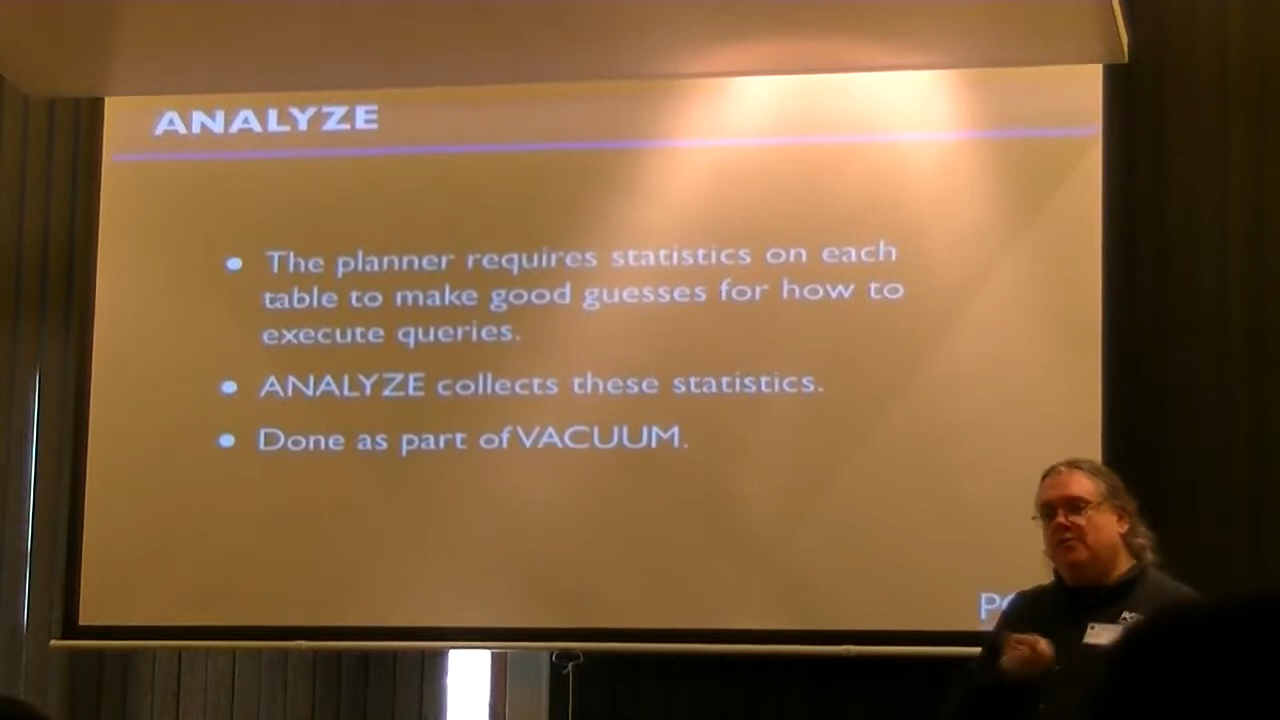 ANALYZE
• The planner requires statistics on each
table to make good guesses for how to
execute queries.
• ANALYZE collects these statistics.
• Done as part of VACUUM.